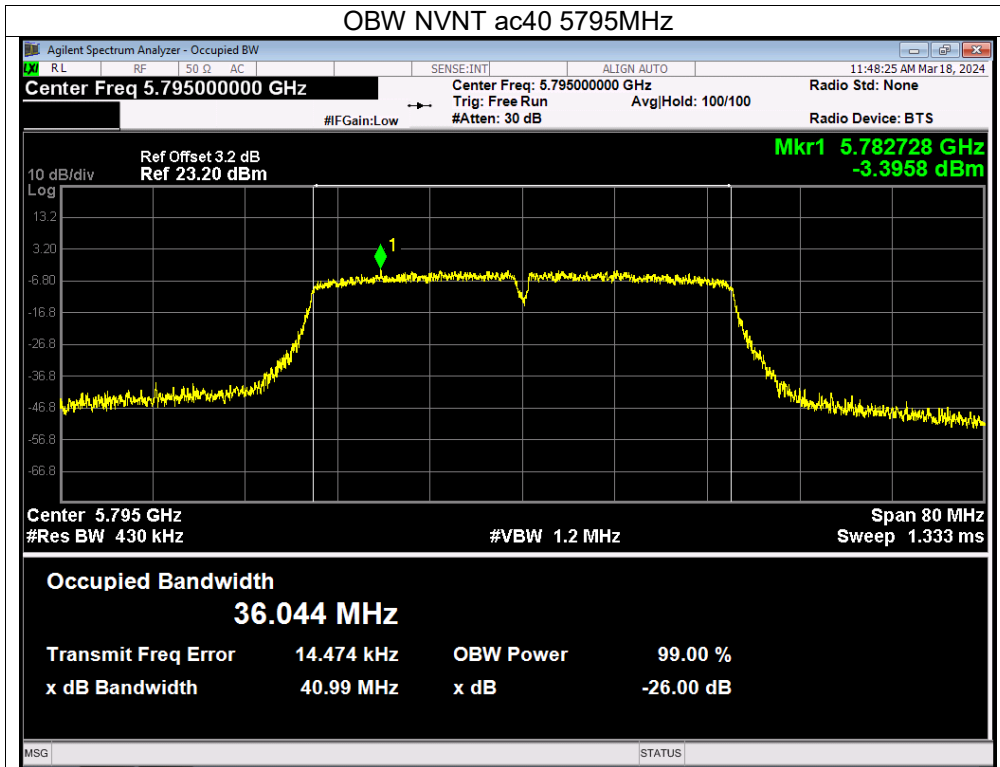 OBW NVNT ac40 5795MHz
Agilent Spectrum Analyzer - Occupied BW
LXI RL RF 50 Ω AC SENSE:INT ALIGN AUTO 11:48:25 AM Mar 18, 2024
Center Freq 5.795000000 GHz
Center Freq: 5.795000000 GHz
Radio Std: None
Trig: Free Run Avg|Hold: 100/100
#IFGain:Low #Atten: 30 dB Radio Device: BTS
Ref Offset 3.2 dB
10 dB/div Ref 23.20 dBm
Mkr1 5.782728 GHz
-3.3958 dBm
Log
13.2
3.20
1
-6.80
-16.8
-26.8
-36.8
-46.8
-56.8
-66.8
Center 5.795 GHz Span 80 MHz
#Res BW 430 kHz #VBW 1.2 MHz Sweep 1.333 ms
Occupied Bandwidth
36.044 MHz
Transmit Freq Error 14.474 kHz OBW Power 99.00 %
x dB Bandwidth 40.99 MHz x dB -26.00 dB
MSG STATUS